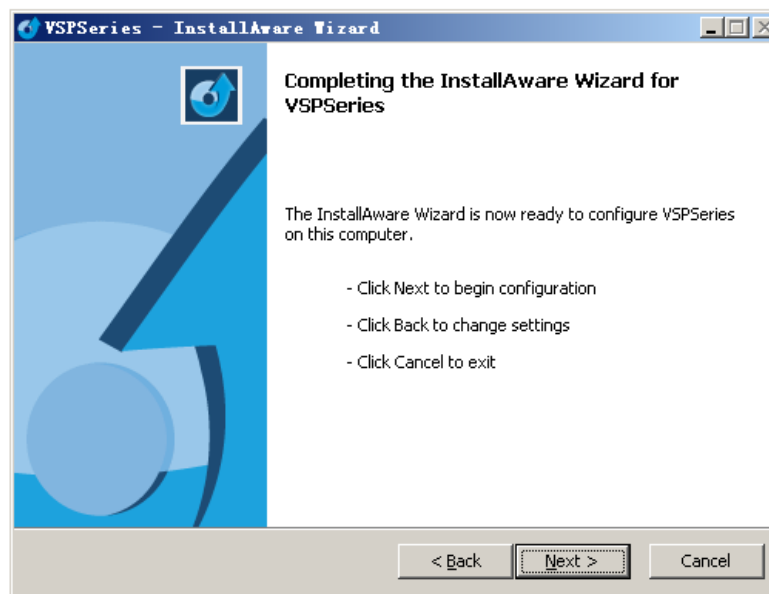 VSPSeries - InstallAware Wizard
Completing the InstallAware Wizard for
VSPSeries
The InstallAware Wizard is now ready to configure VSPSeries
on this computer.
- Click Next to begin configuration
- Click Back to change settings
- Click Cancel to exit
< Back
Next >
Cancel